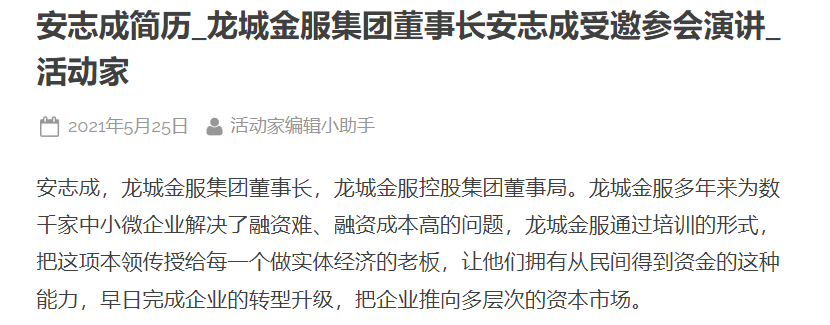 安志成简历_龙城金服集团董事长安志成受邀参会演讲_
活动家
2021年5月25日 活动家编辑小助手
安志成，龙城金服集团董事长，龙城金服控股集团董事局。龙城金服多年来为数
千家中小微企业解决了融资难、融资成本高的问题，龙城金服通过培训的形式，
把这项本领传授给每一个做实体经济的老板，让他们拥有从民间得到资金的这种
能力，早日完成企业的转型升级，把企业推向多层次的资本市场。